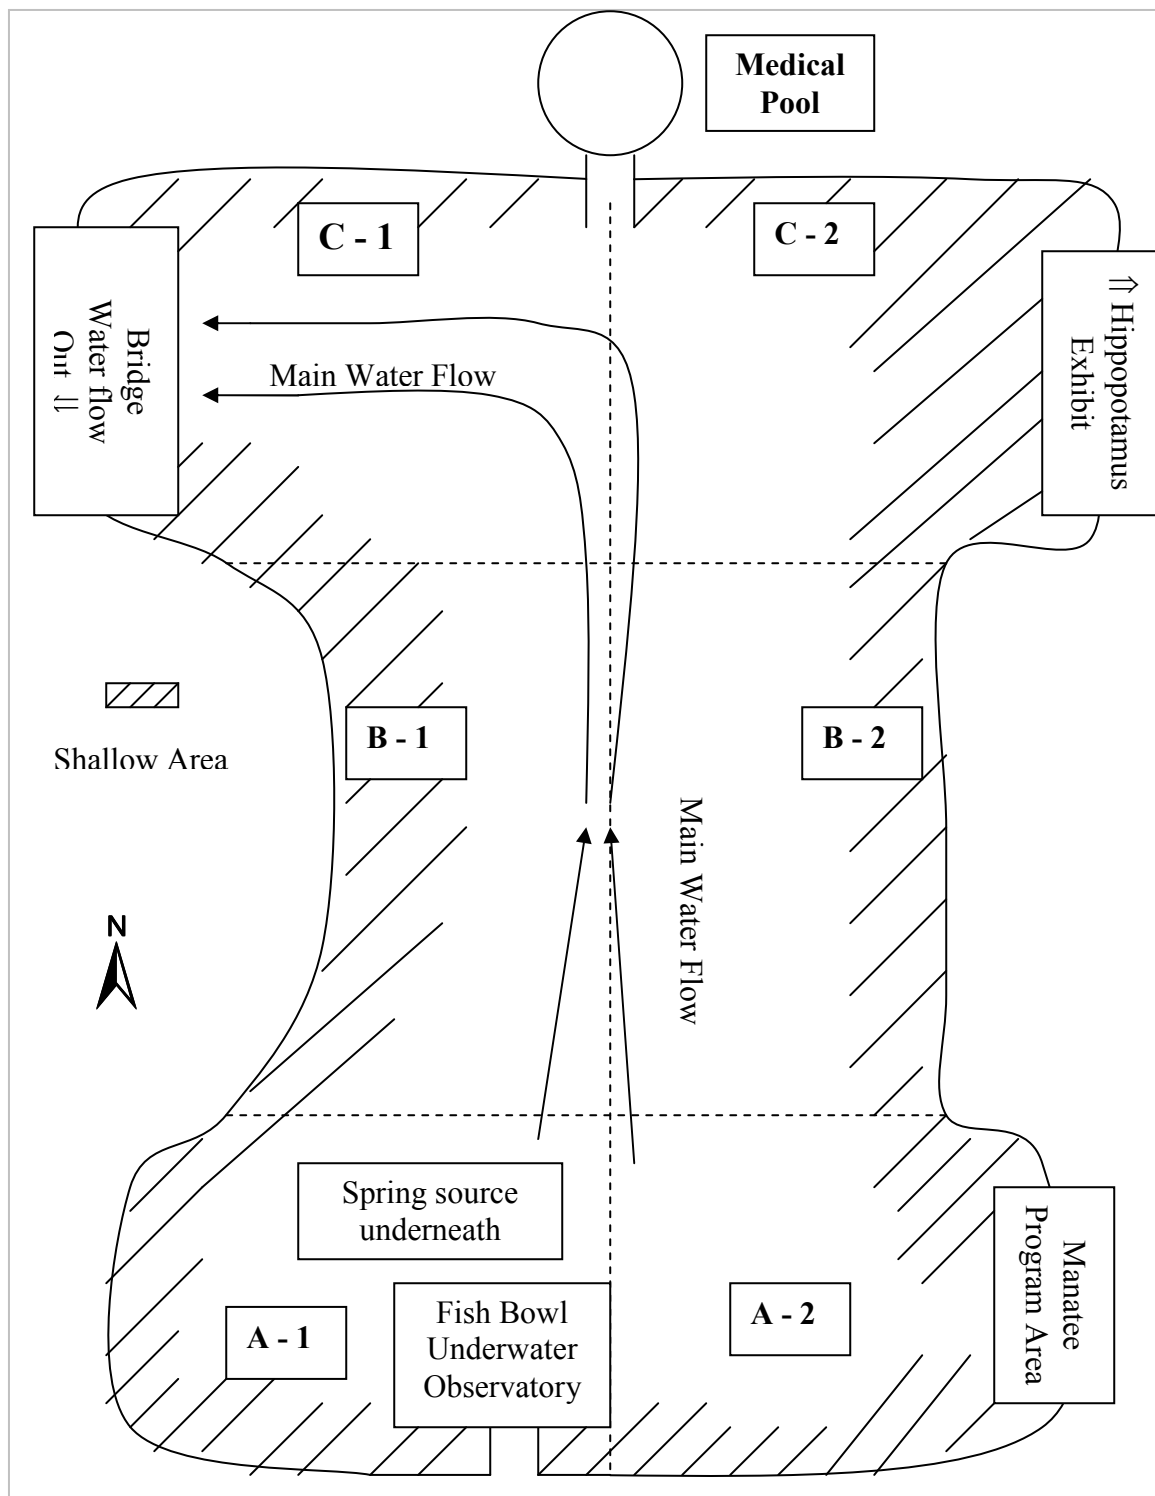 Medical
Pool
C - 1
C - 2
Bridge
Water flow
Out ⇓
⇑ Hippopotamus
Exhibit
Main Water Flow
B - 1
B - 2
Shallow Area
Main Water Flow
N
Spring source
underneath
Fish Bowl
Underwater
Observatory
A - 1
A - 2
Manatee
Program Area